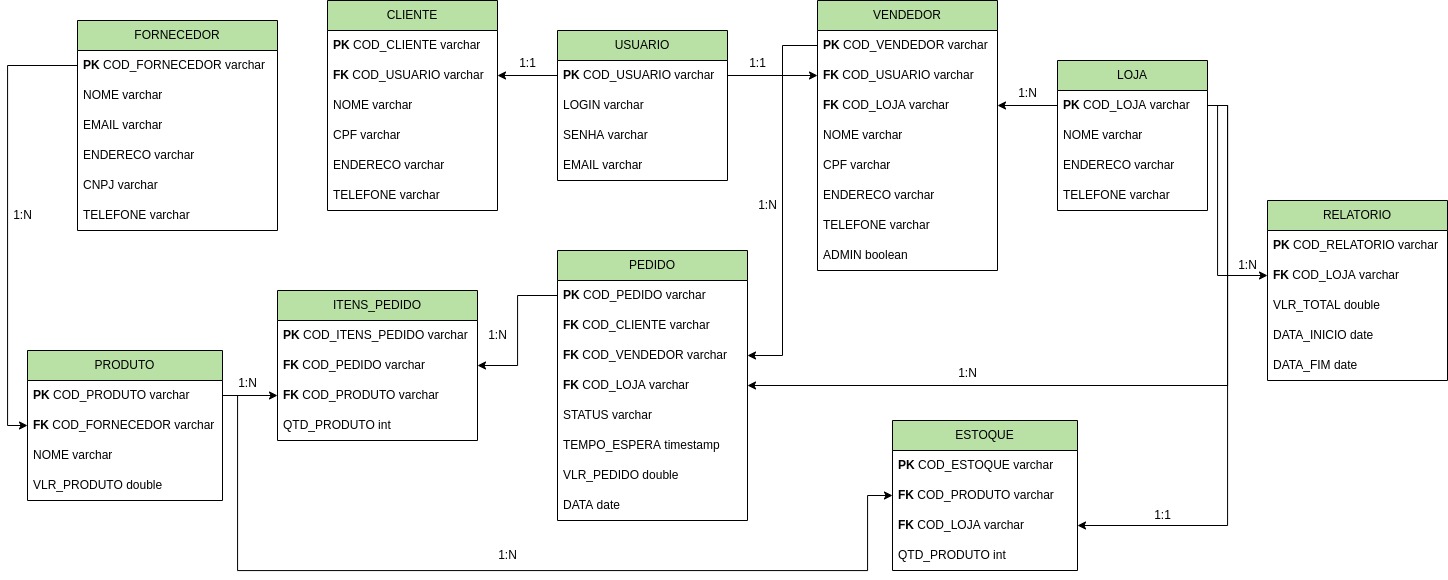 FORNECEDOR
PK COD_FORNECEDOR varchar
NOME varchar
EMAIL varchar
ENDERECO varchar
CNPJ varchar
TELEFONE varchar
1:N
CLIENTE
PK COD_CLIENTE varchar
FK COD_USUARIO varchar
NOME varchar
CPF varchar
ENDERECO varchar
TELEFONE varchar
1:1
USUARIO
PK COD_USUARIO varchar
LOGIN varchar
SENHA varchar
EMAIL varchar
1:1
VENDEDOR
PK COD_VENDEDOR varchar
FK COD_USUARIO varchar
FK COD_LOJA varchar
NOME varchar
CPF varchar
ENDERECO varchar
TELEFONE varchar
ADMIN boolean
1:N
1:N
LOJA
PK COD_LOJA varchar
NOME varchar
ENDERECO varchar
TELEFONE varchar
1:N
RELATORIO
PK COD_RELATORIO varchar
FK COD_LOJA varchar
VLR_TOTAL double
DATA_INICIO date
DATA_FIM date
PRODUTO
PK COD_PRODUTO varchar
FK COD_FORNECEDOR varchar
NOME varchar
VLR_PRODUTO double
1:N
ITENS_PEDIDO
PK COD_ITENS_PEDIDO varchar
FK COD_PEDIDO varchar
FK COD_PRODUTO varchar
QTD_PRODUTO int
1:N
PEDIDO
PK COD_PEDIDO varchar
FK COD_CLIENTE varchar
FK COD_VENDEDOR varchar
FK COD_LOJA varchar
STATUS varchar
TEMPO_ESPERA timestamp
VLR_PEDIDO double
DATA date
1:N
ESTOQUE
PK COD_ESTOQUE varchar
FK COD_PRODUTO varchar
FK COD_LOJA varchar
QTD_PRODUTO int
1:1
1:N